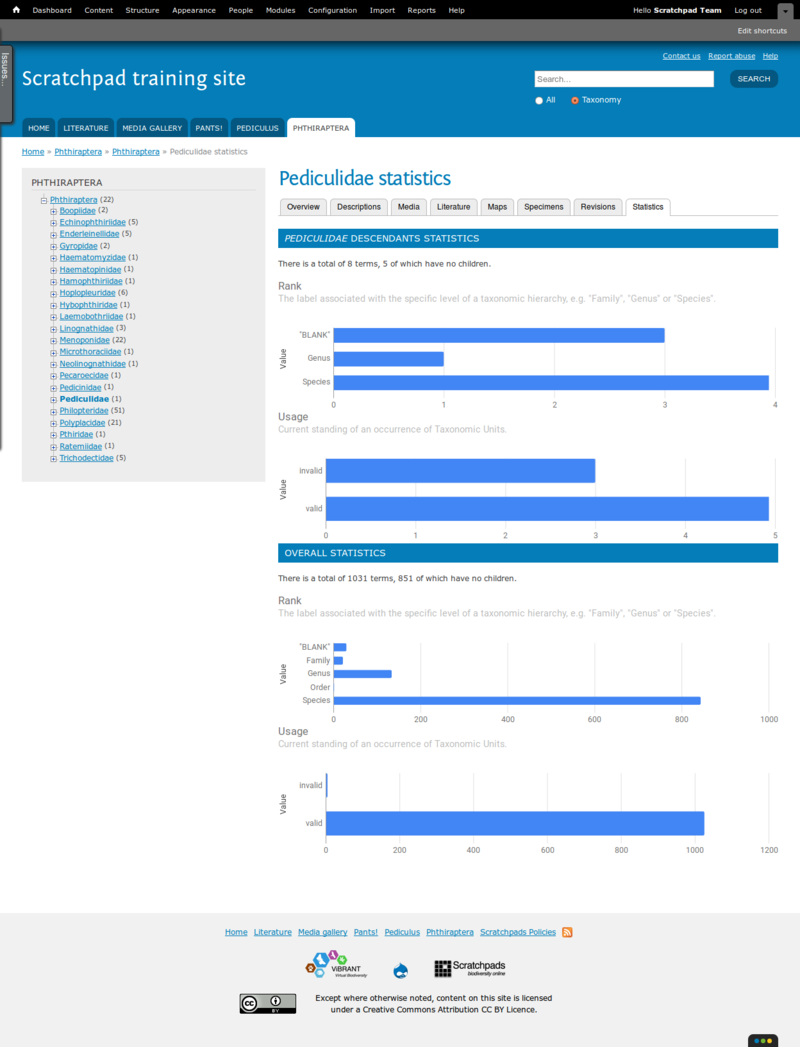 Dashboard Content Structure Appearance People Modules Configuration Import Reports Help Hello Scratchpad Team Log out
Edit shortcuts
Issues...
Contact us Report abuse Help
Scratchpad training site
Search... SEARCH
All Taxonomy
HOME LITERATURE MEDIA GALLERY PANTS! PEDICULUS PHTHIRAPTERA
Home » Phthiraptera » Phthiraptera » Pediculidae statistics
PHTHIRAPTERA
Phthiraptera (22)
Boopiidae (2)
Echinophthiriidae (5)
Enderleinellidae (5)
Gyropidae (2)
Haematomyzidae (1)
Haematopinidae (1)
Hamophthiriidae (1)
Hoplopleuridae (6)
Hybophthiridae (1)
Laemobothriidae (1)
Linognathidae (3)
Menoponidae (22)
Microthoraciidae (1)
Neolinognathidae (1)
Pecaroecidae (1)
Pedicinidae (1)
Pediculidae (1)
Philopteridae (51)
Polyplacidae (21)
Pthiridae (1)
Ratemiidae (1)
Trichodectidae (5)
Pediculidae statistics
Overview Descriptions Media Literature Maps Specimens Revisions Statistics
PEDICULIDAE DESCENDANTS STATISTICS
There is a total of 8 terms, 5 of which have no children.
Rank
The label associated with the specific level of a taxonomic hierarchy, e.g. "Family", "Genus" or "Species".
Value
"BLANK"
Genus
Species
0 1 2 3 4
Usage
Current standing of an occurrence of Taxonomic Units.
Value
invalid
valid
0 1 2 3 4 5
OVERALL STATISTICS
There is a total of 1031 terms, 851 of which have no children.
Rank
The label associated with the specific level of a taxonomic hierarchy, e.g. "Family", "Genus" or "Species".
Value
"BLANK"
Family
Genus
Order
Species
0 200 400 600 800 1000
Usage
Current standing of an occurrence of Taxonomic Units.
Value
invalid
valid
0 200 400 600 800 1000 1200
Home Literature Media gallery Pants! Pediculus Phthiraptera Scratchpads Policies
ViBRANT
Virtual Biodiversity
Scratchpads
biodiversity online
cc BY
Except where otherwise noted, content on this site is licensed
under a Creative Commons Attribution CC BY Licence.